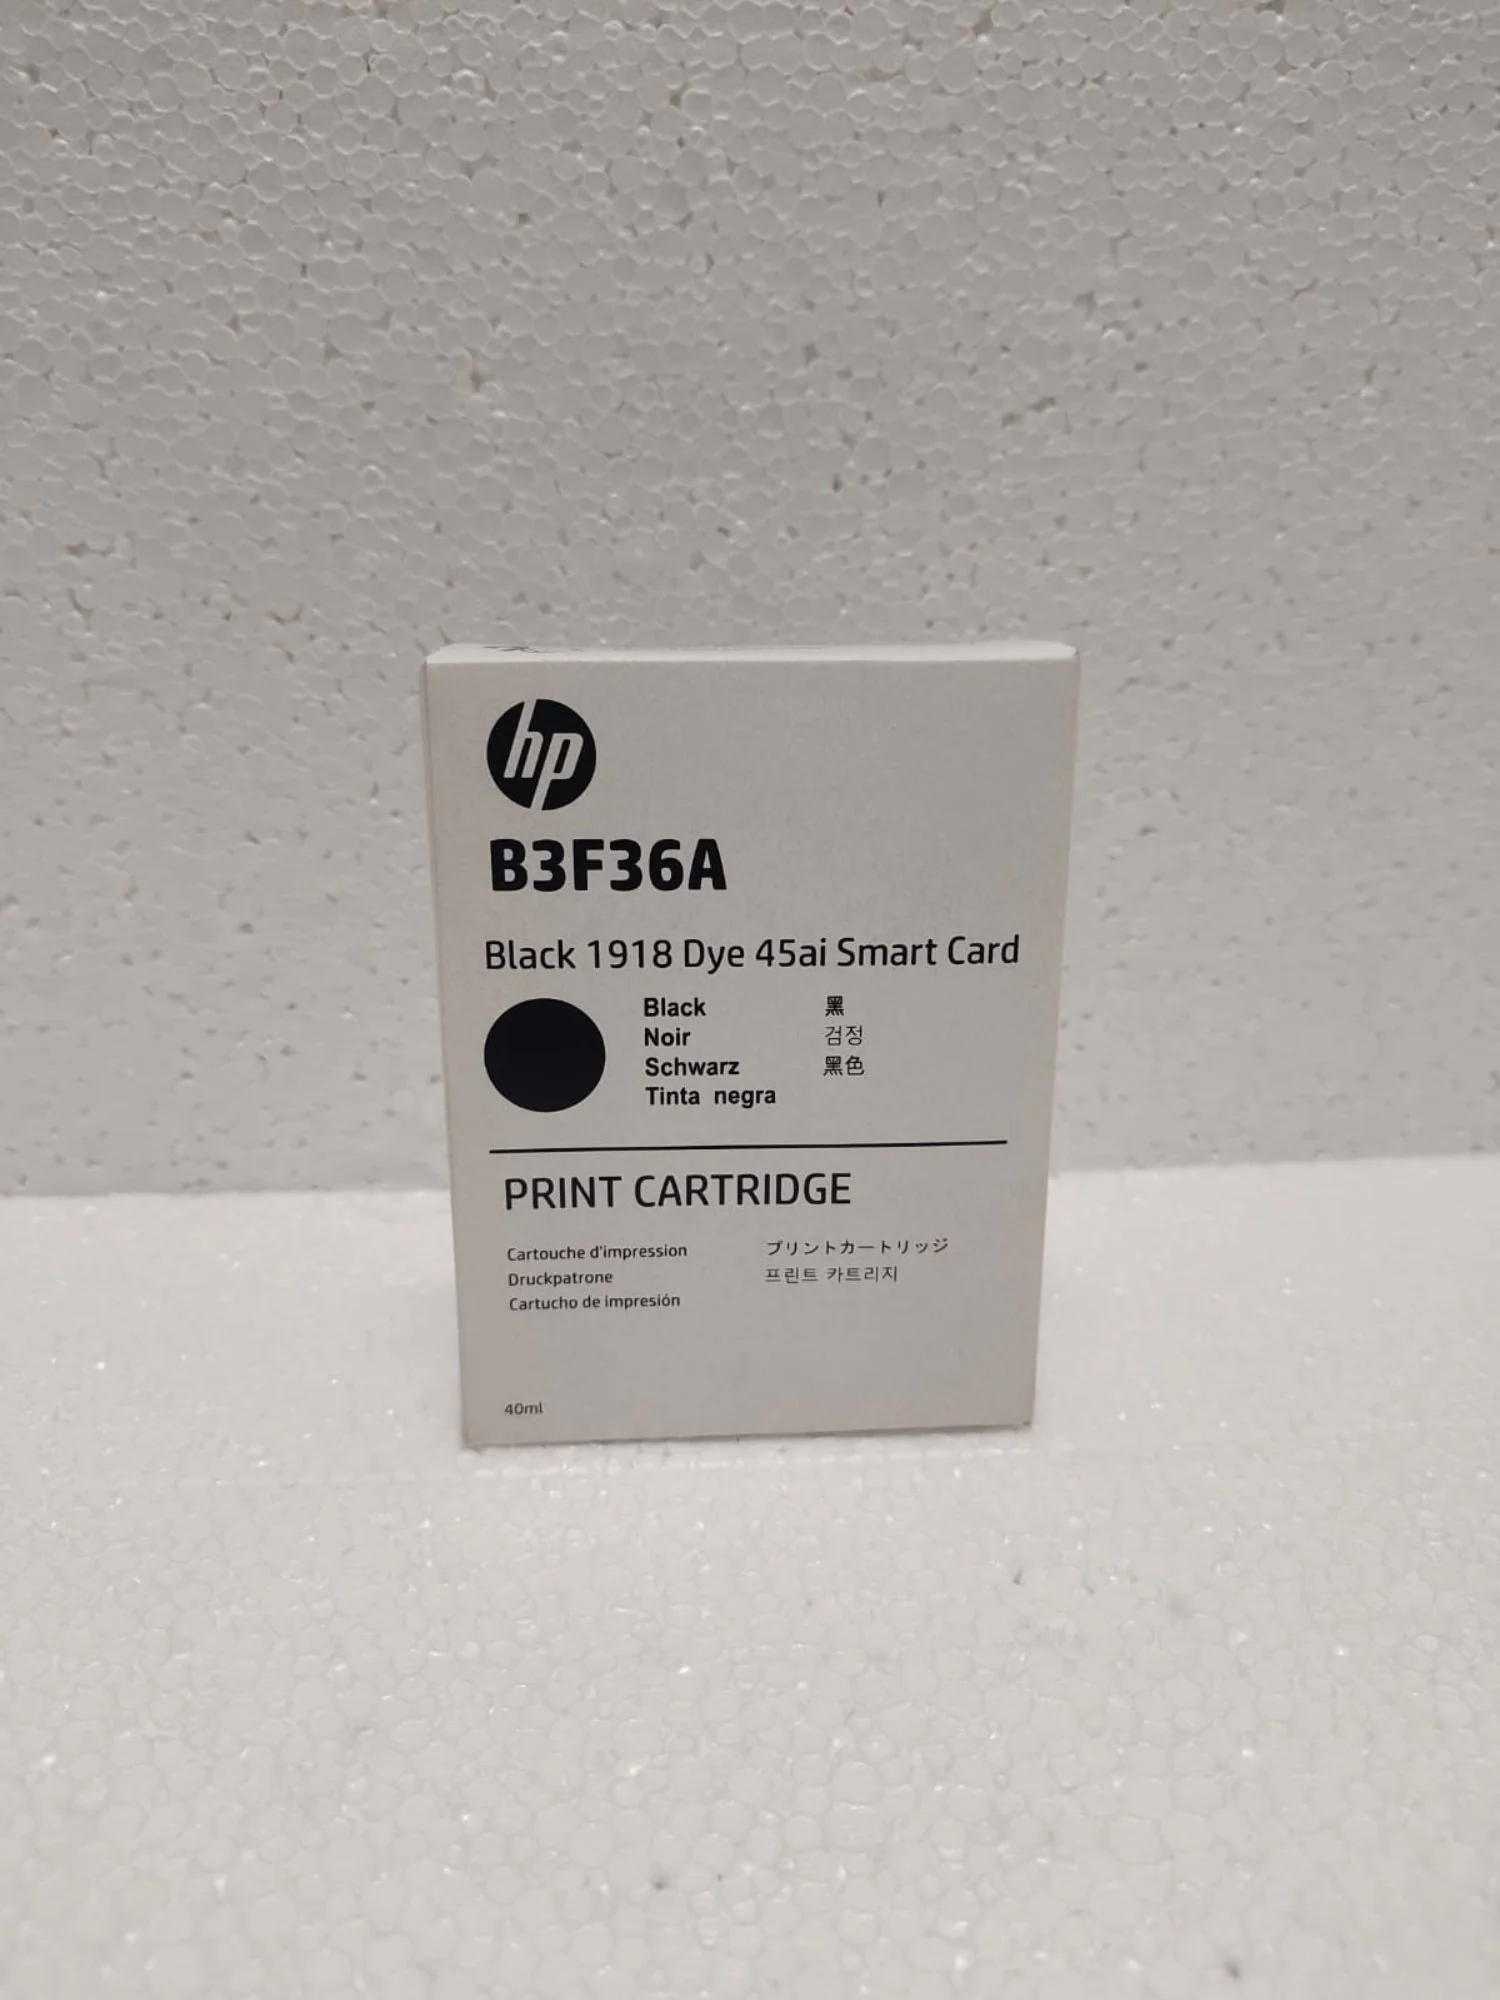 hp
B3F36A
Black 1918 Dye 45ai Smart Card
Black 黑
Noir 검정
Schwarz 黑色
Tinta negra
PRINT CARTRIDGE
Cartouche d'impression プリントカートリッジ
Druckpatrone 프린트 카트리지
Cartucho de impresión
40ml